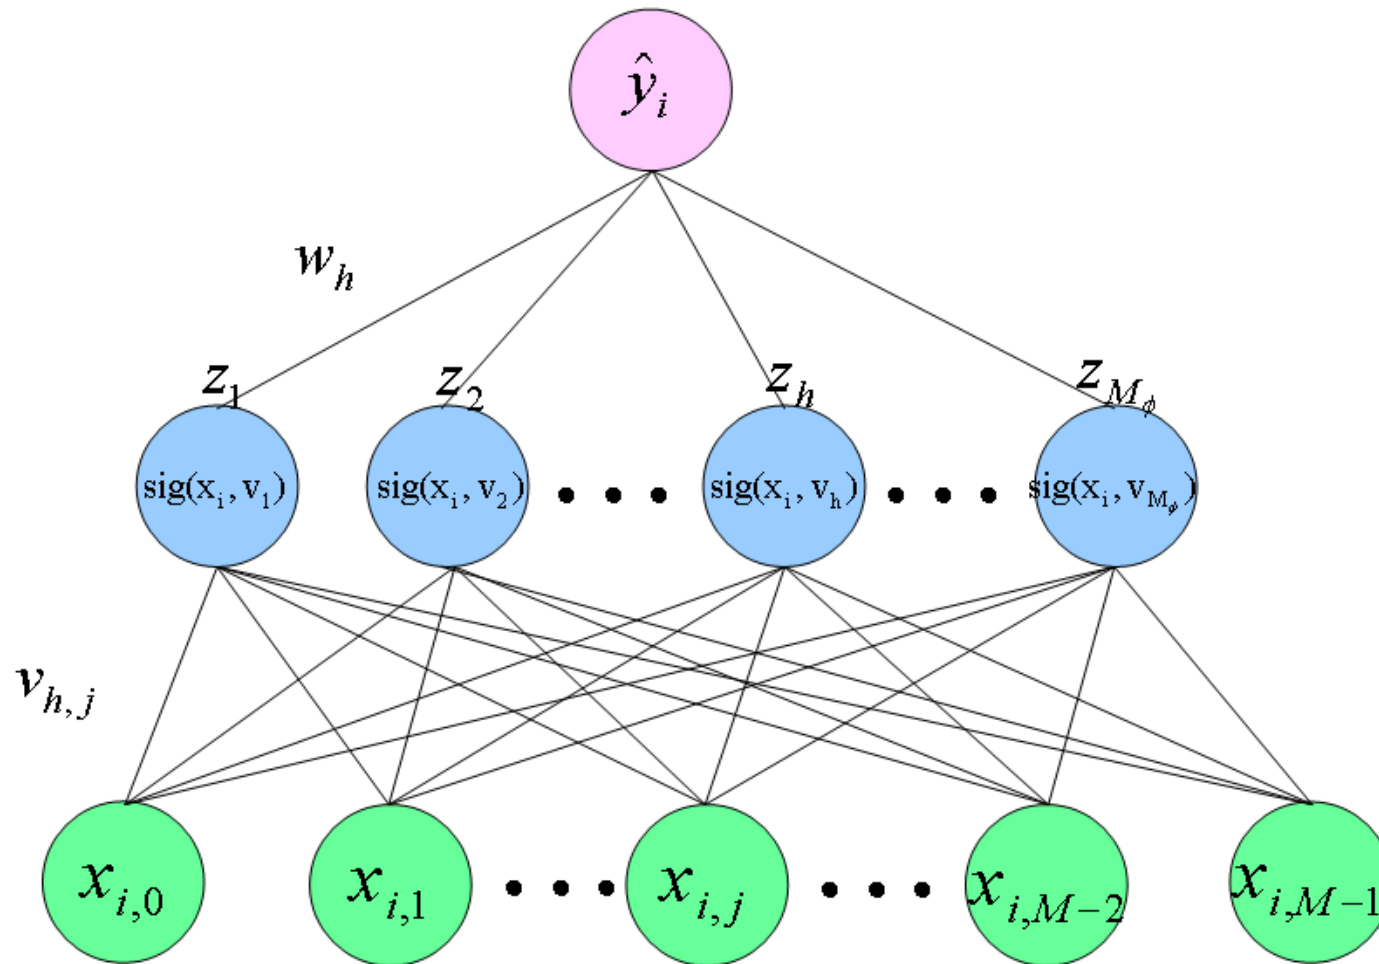 ŷ_i
w_h
z_1 z_2 z_h z_{M_ϕ}
sig(x_i, v_1) sig(x_i, v_2) • • • sig(x_i, v_h) • • • sig(x_i, v_{M_ϕ})
v_{h,j}
x_{i,0} x_{i,1} • • • x_{i,j} • • • x_{i,M−2} x_{i,M−1}